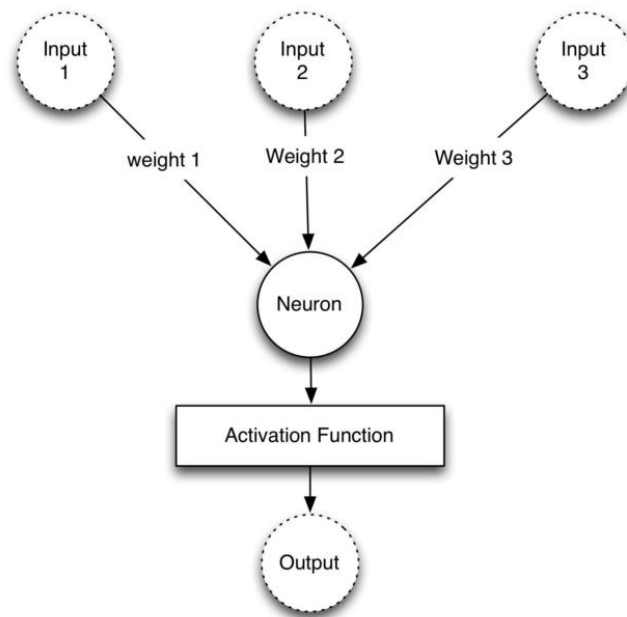 Input
1
Input
2
Input
3
weight 1
Weight 2
Weight 3
Neuron
Activation Function
Output